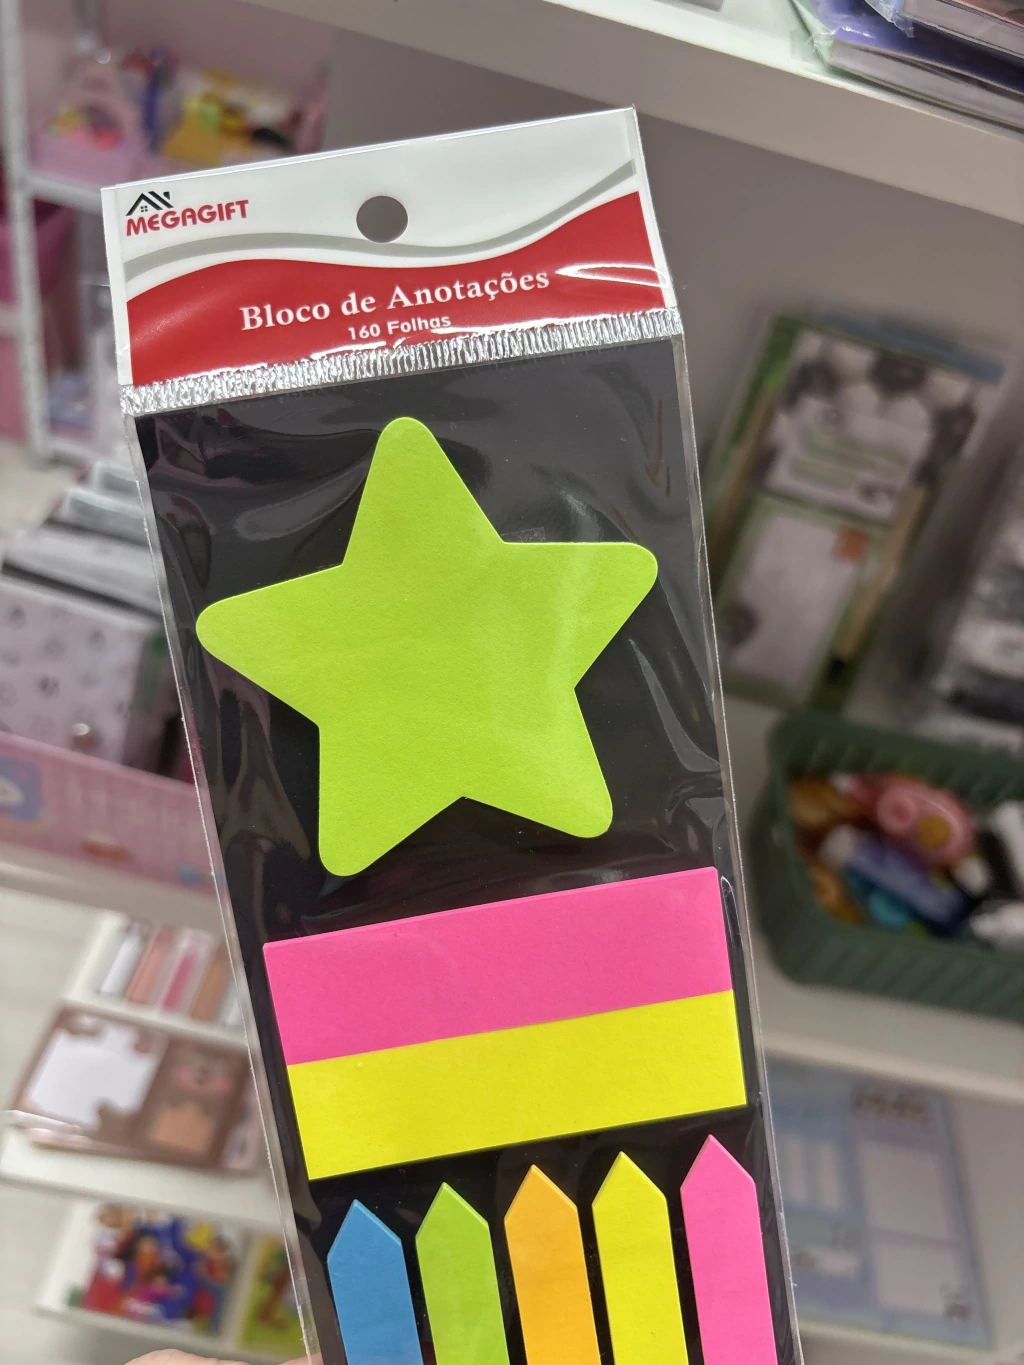 MEGAGIFT
Bloco de Anotações
160 Folhas